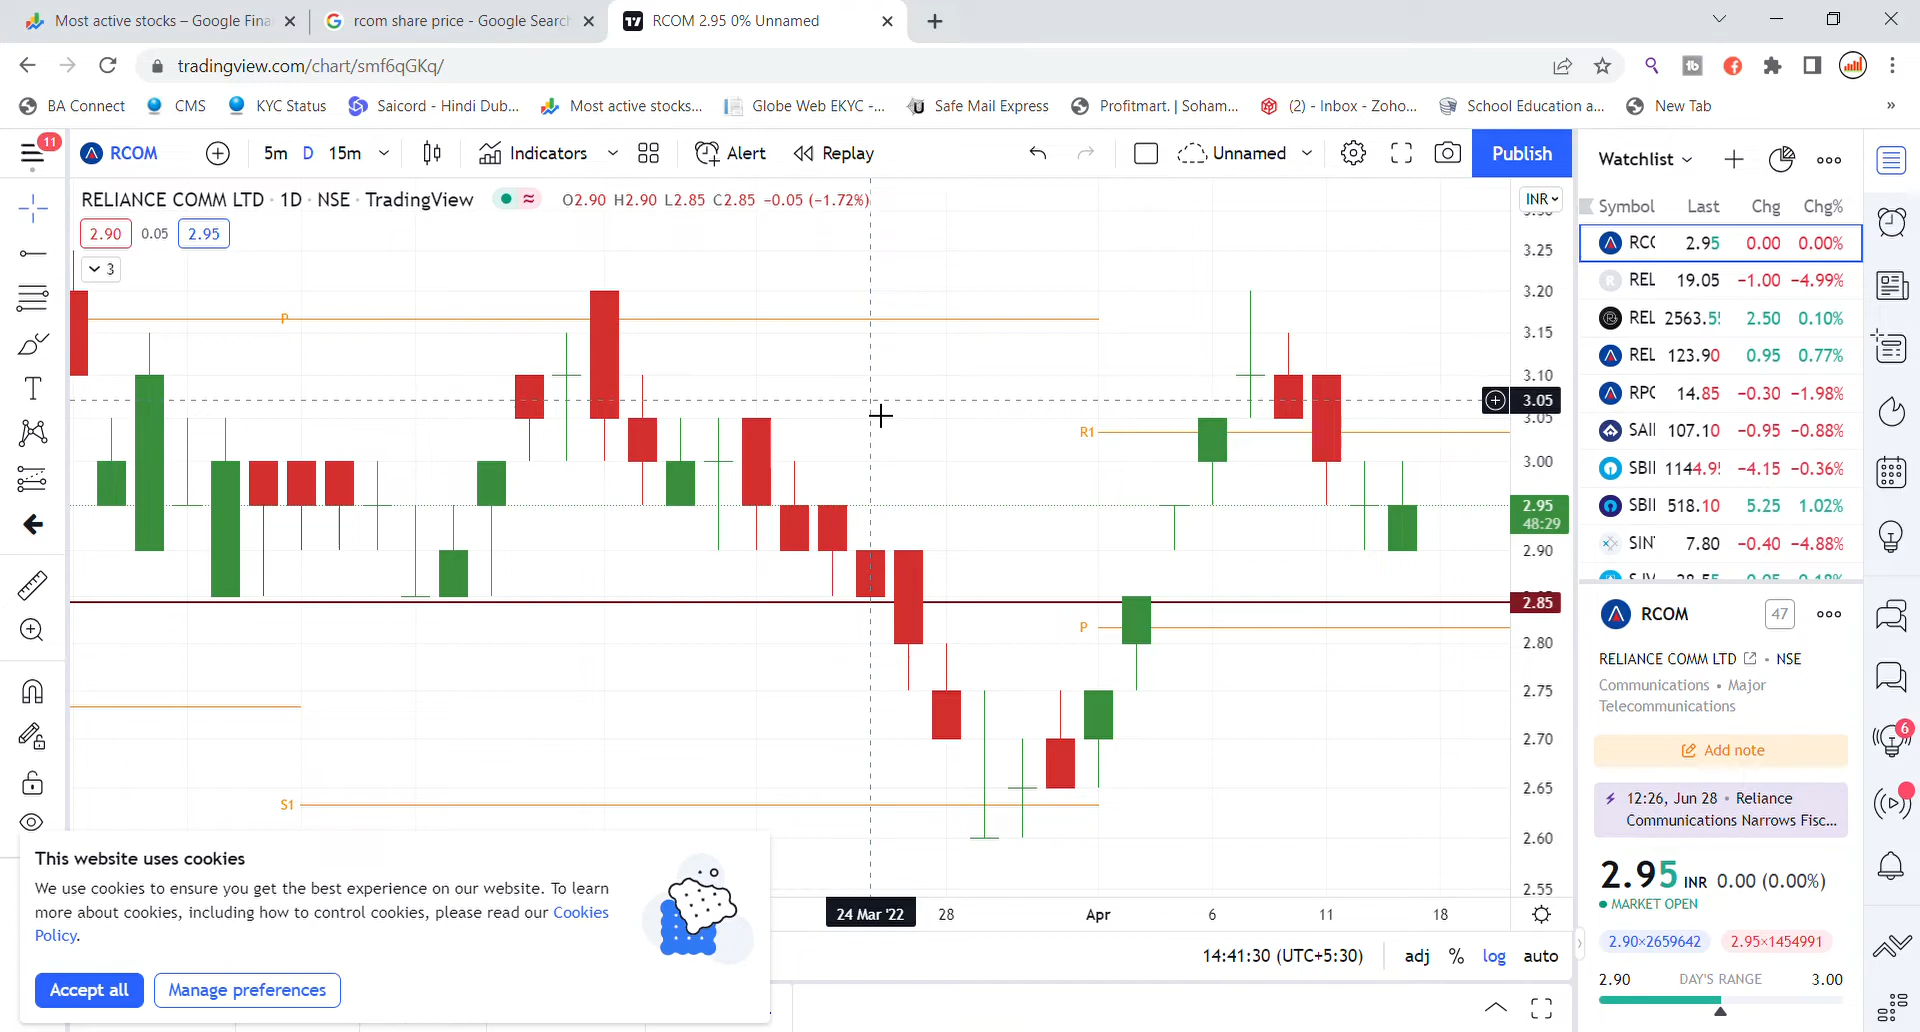 Most active stocks – Google Fina
rcom share price - Google Search
RCOM 2.95 0% Unnamed
tradingview.com/chart/smf6qGKq/
BA Connect
CMS
KYC Status
Saicord - Hindi Dub...
Most active stocks...
Globe Web EKYC -...
Safe Mail Express
Profitmart. | Soham...
(2) - Inbox - Zoho...
School Education a...
New Tab
»
11
RCOM
5m D 15m
Indicators
Alert
Replay
Unnamed
Publish
RELIANCE COMM LTD · 1D · NSE · TradingView
O2.90 H2.90 L2.85 C2.85 −0.05 (−1.72%)
INR
2.90 0.05 2.95
3
P
R1
P
S1
3.25
3.20
3.15
3.10
3.05
3.05
3.00
2.95
48:29
2.90
2.85
2.80
2.75
2.70
2.65
2.60
2.55
24 Mar '22 28 Apr 6 11 18
14:41:30 (UTC+5:30) adj % log auto
Watchlist
Symbol Last Chg Chg%
RCO 2.95 0.00 0.00%
REL 19.05 −1.00 −4.99%
REL 2563.55 2.50 0.10%
REL 123.90 0.95 0.77%
RPO 14.85 −0.30 −1.98%
SAII 107.10 −0.95 −0.88%
SBII 1144.95 −4.15 −0.36%
SBII 518.10 5.25 1.02%
SIN 7.80 −0.40 −4.88%
RCOM 47
RELIANCE COMM LTD • NSE
Communications • Major
Telecommunications
Add note
12:26, Jun 28 • Reliance
Communications Narrows Fisc...
2.95 INR 0.00 (0.00%)
MARKET OPEN
2.90×2659642 2.95×1454991
2.90 DAY'S RANGE 3.00
6
This website uses cookies
We use cookies to ensure you get the best experience on our website. To learn
more about cookies, including how to control cookies, please read our Cookies
Policy.
Accept all
Manage preferences